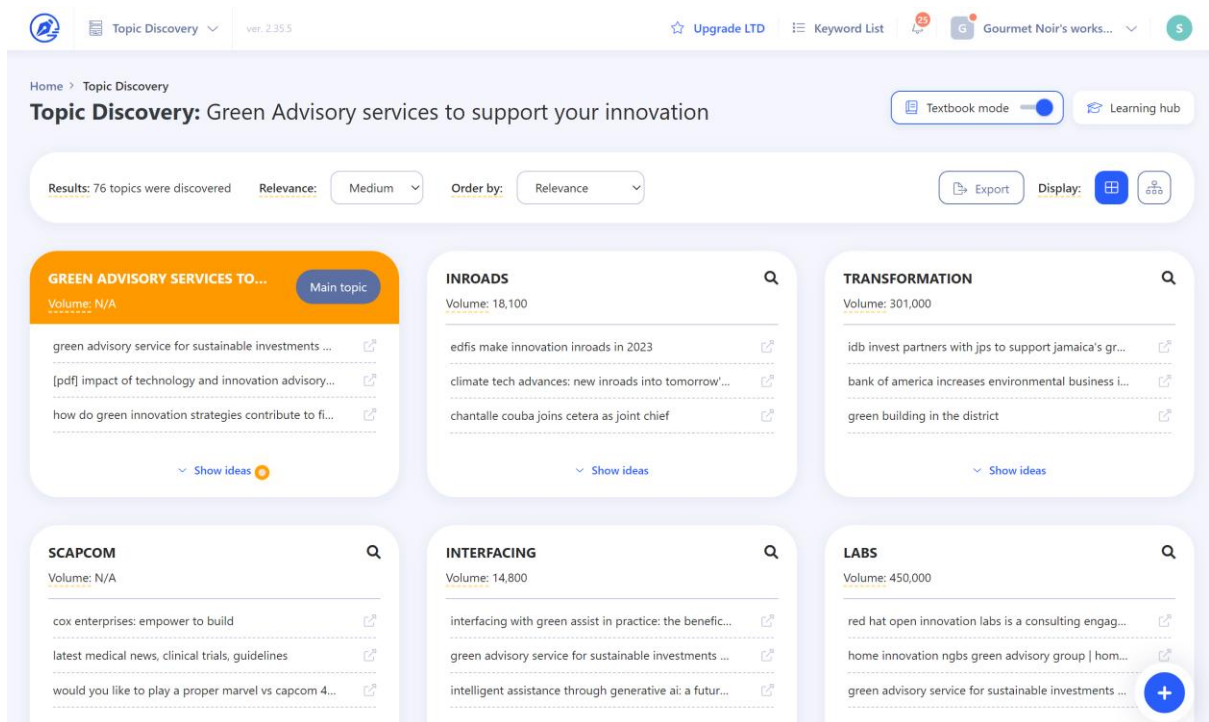 Topic Discovery
ver. 2.35.5
Upgrade LTD
Keyword List
25
G
Gourmet Noir's works...
S
Home > Topic Discovery
Topic Discovery: Green Advisory services to support your innovation
Textbook mode
Learning hub
Results: 76 topics were discovered
Relevance:
Medium
Order by:
Relevance
Export
Display:
GREEN ADVISORY SERVICES TO...
Main topic
Volume: N/A
green advisory service for sustainable investments ...
[pdf] impact of technology and innovation advisory...
how do green innovation strategies contribute to fi...
Show ideas
INROADS
Volume: 18,100
edfis make innovation inroads in 2023
climate tech advances: new inroads into tomorrow'...
chantalle couba joins cetera as joint chief
Show ideas
TRANSFORMATION
Volume: 301,000
idb invest partners with jps to support jamaica's gr...
bank of america increases environmental business i...
green building in the district
Show ideas
SCAPCOM
Volume: N/A
cox enterprises: empower to build
latest medical news, clinical trials, guidelines
would you like to play a proper marvel vs capcom 4...
INTERFACING
Volume: 14,800
interfacing with green assist in practice: the benefic...
green advisory service for sustainable investments ...
intelligent assistance through generative ai: a futur...
LABS
Volume: 450,000
red hat open innovation labs is a consulting engag...
home innovation ngbs green advisory group | hom...
green advisory service for sustainable investments ...